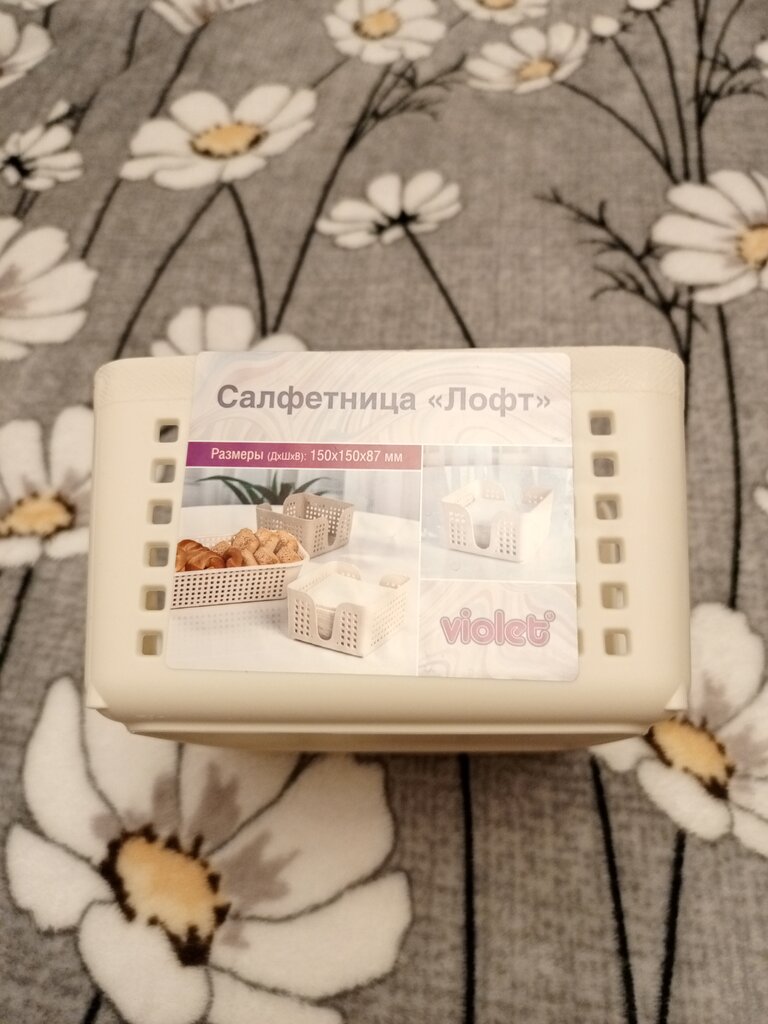 Салфетница «Лофт»
Размеры (ДхШхВ): 150х150х87 мм
violet®